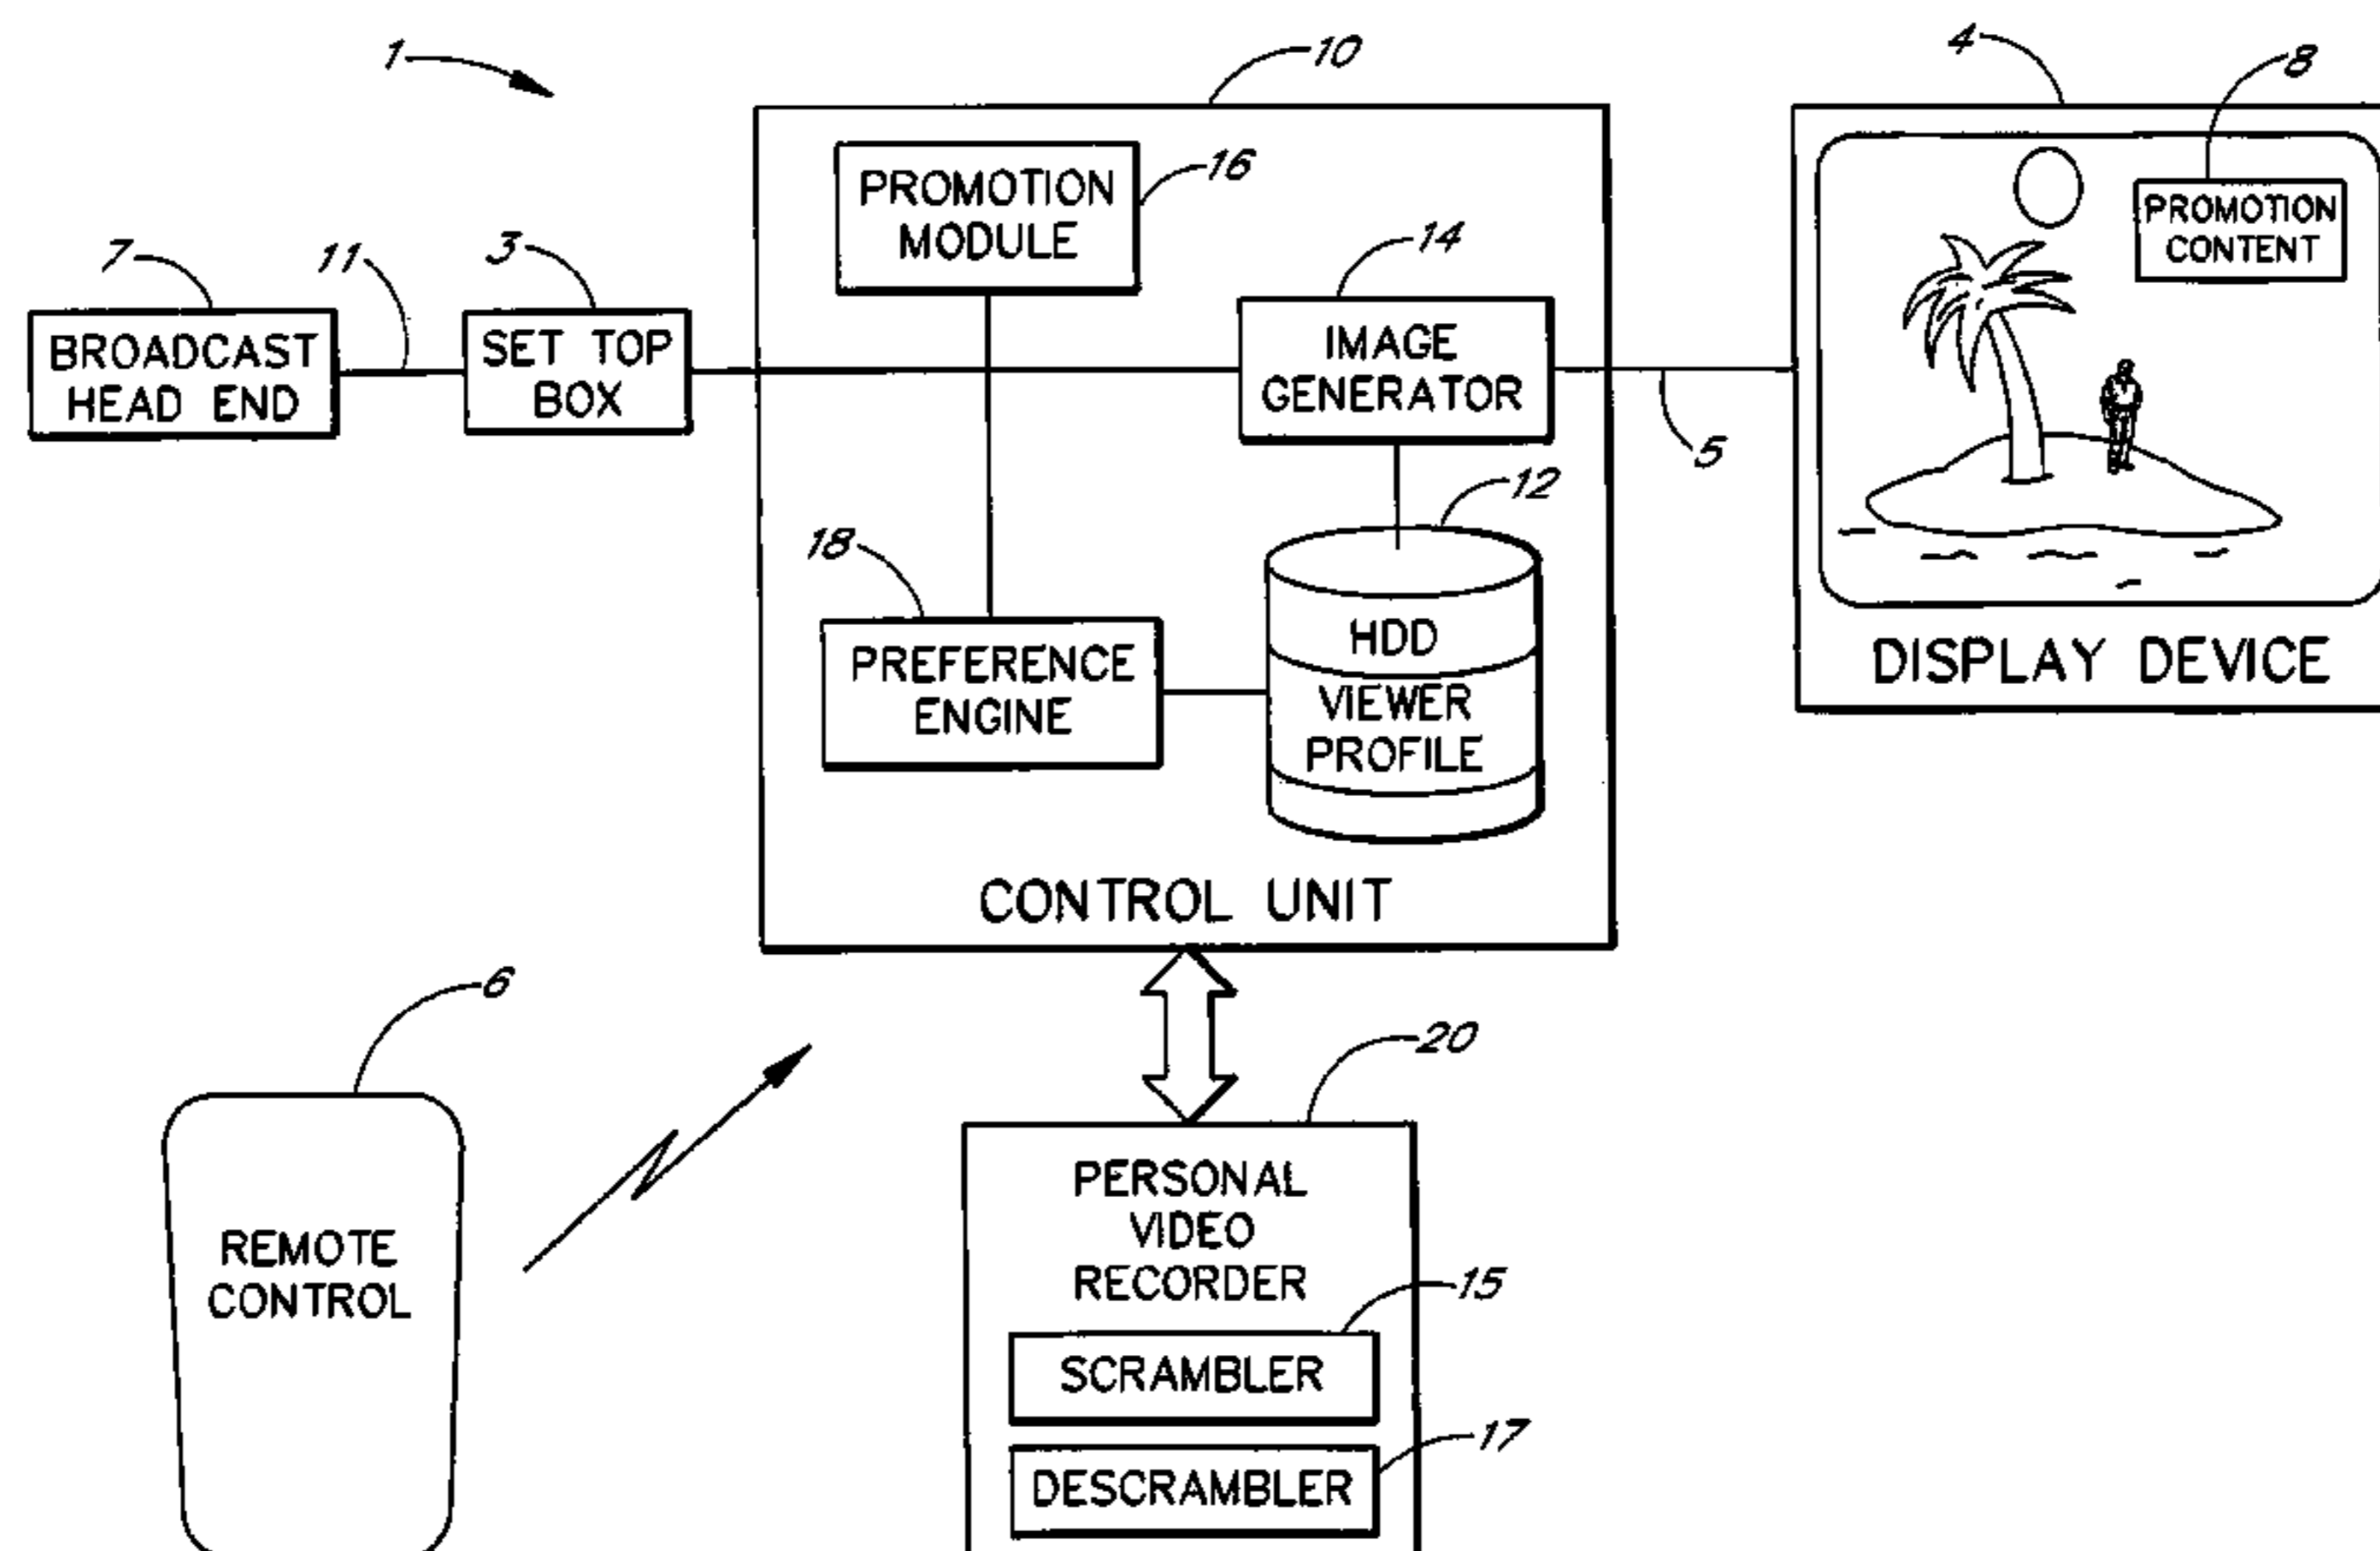 1
10
4
8
PROMOTION
MODULE
16
PROMOTION
CONTENT
7
11
3
14
BROADCAST
HEAD END
SET TOP
BOX
IMAGE
GENERATOR
5
12
18
HDD
VIEWER
PROFILE
PREFERENCE
ENGINE
DISPLAY DEVICE
CONTROL UNIT
6
20
REMOTE
CONTROL
PERSONAL
VIDEO
RECORDER
15
SCRAMBLER
17
DESCRAMBLER